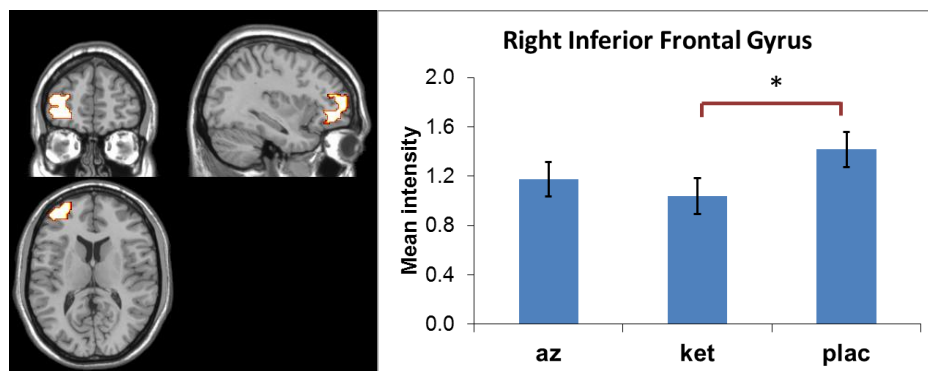 Right Inferior Frontal Gyrus
*
Mean intensity
2.0
1.6
1.2
0.8
0.4
0.0
az ket plac